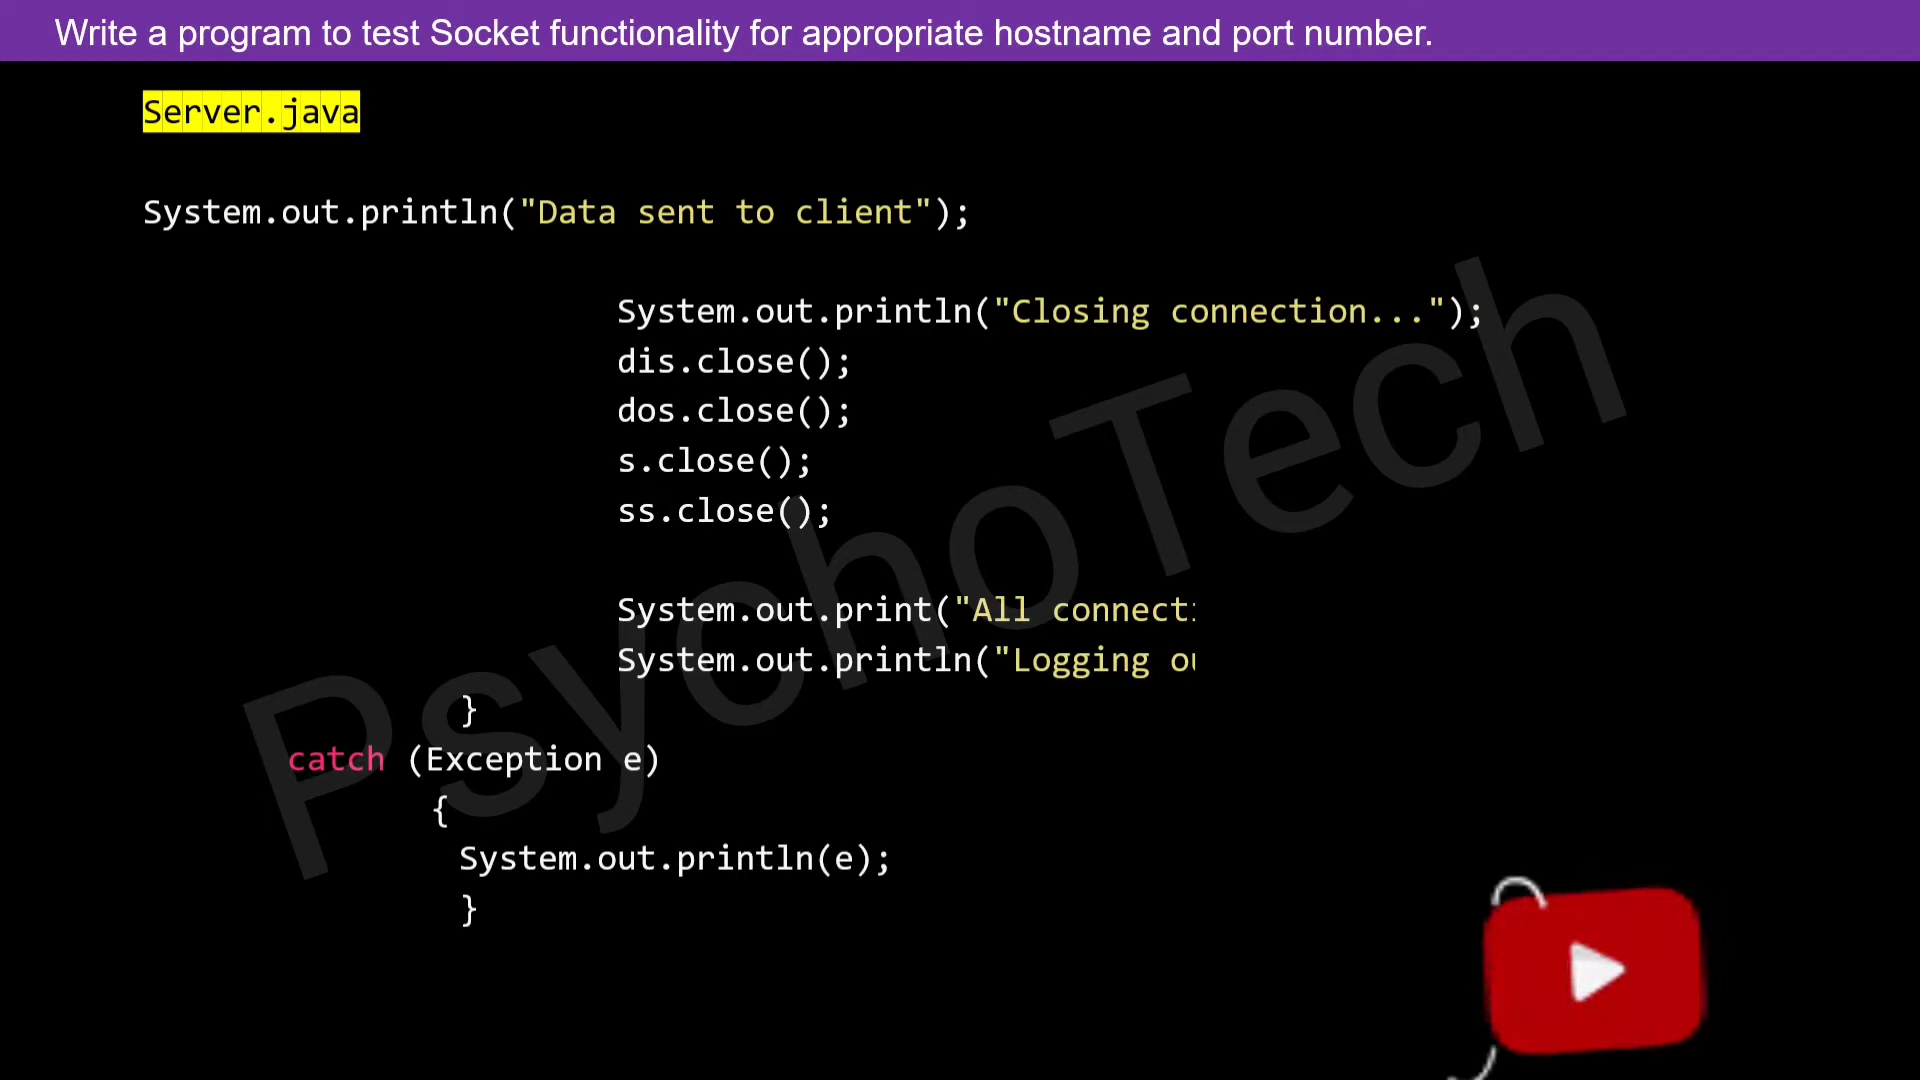 Write a program to test Socket functionality for appropriate hostname and port number.
Server.java
System.out.println("Data sent to client");
System.out.println("Closing connection...");
dis.close();
dos.close();
s.close();
ss.close();
System.out.print("All
System.out.println("Logging
}
catch (Exception e)
{
System.out.println(e);
}
PsychoTech